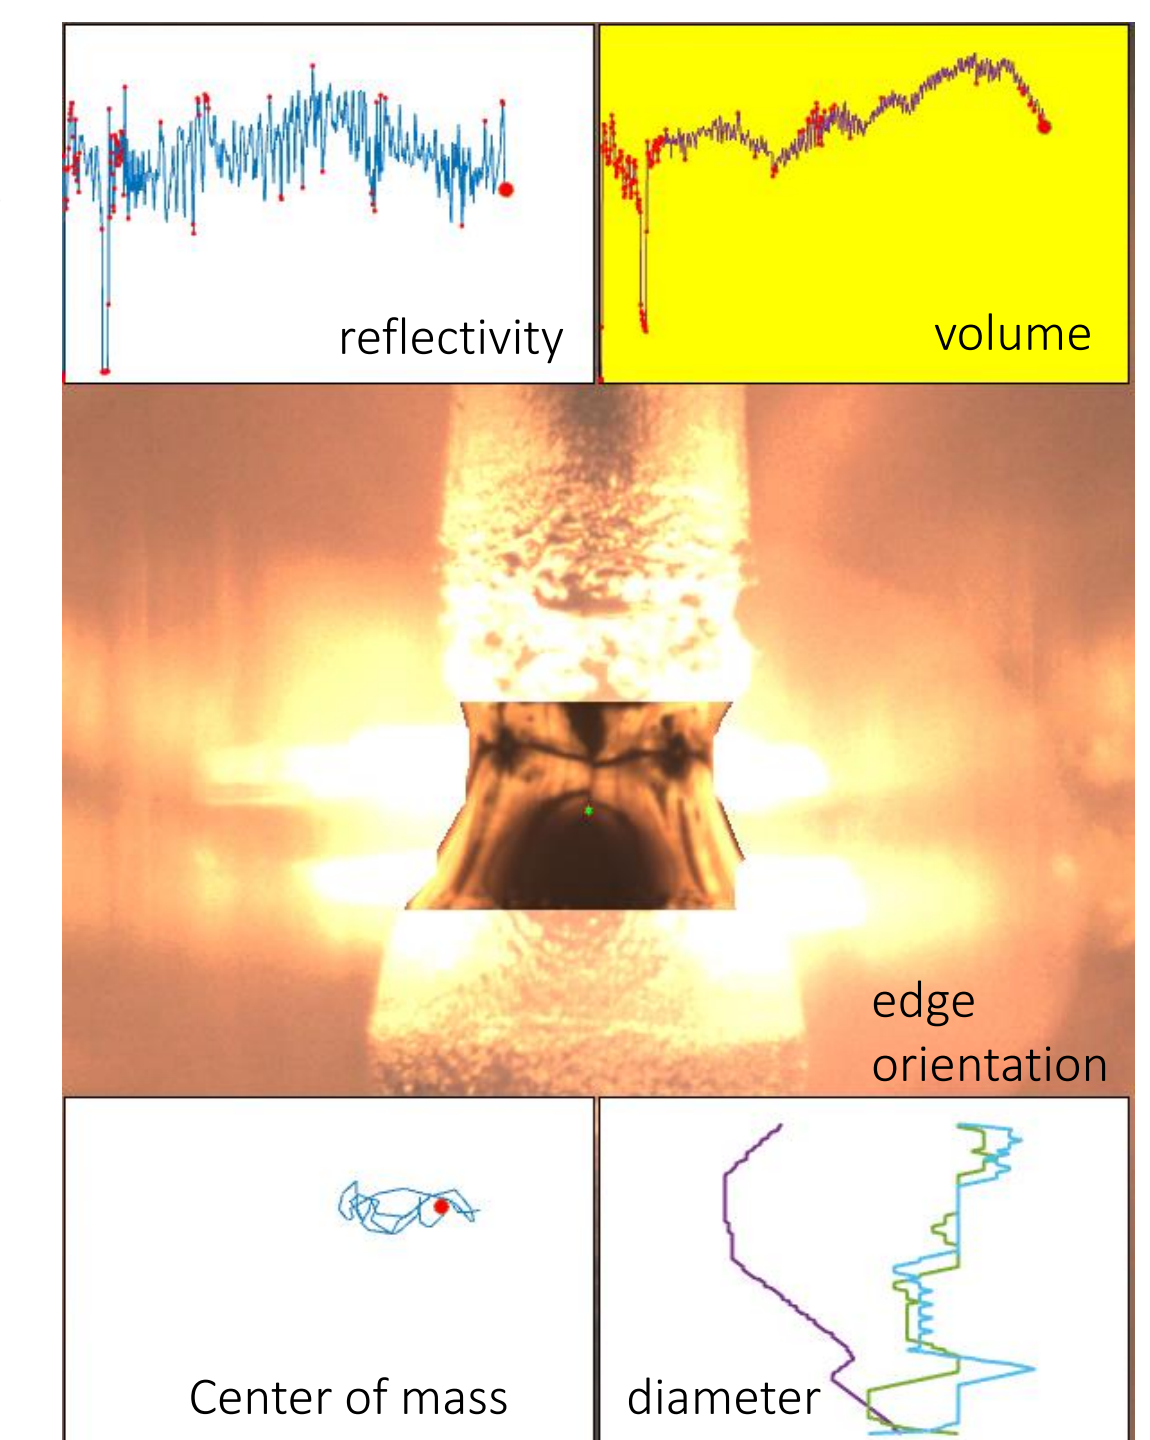 reflectivity
volume
edge
orientation
Center of mass
diameter